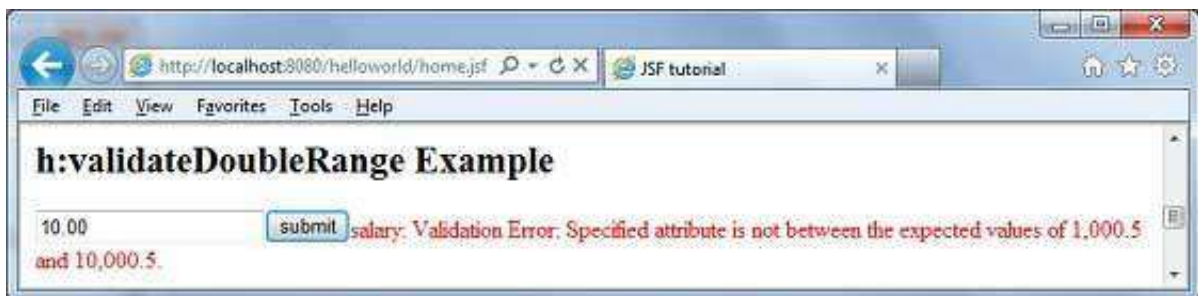 http://localhost:8080/helloworld/home.jsf
JSF tutorial
File Edit View Favorites Tools Help
h:validateDoubleRange Example
10.00 submit salary: Validation Error: Specified attribute is not between the expected values of 1,000.5
and 10,000.5.